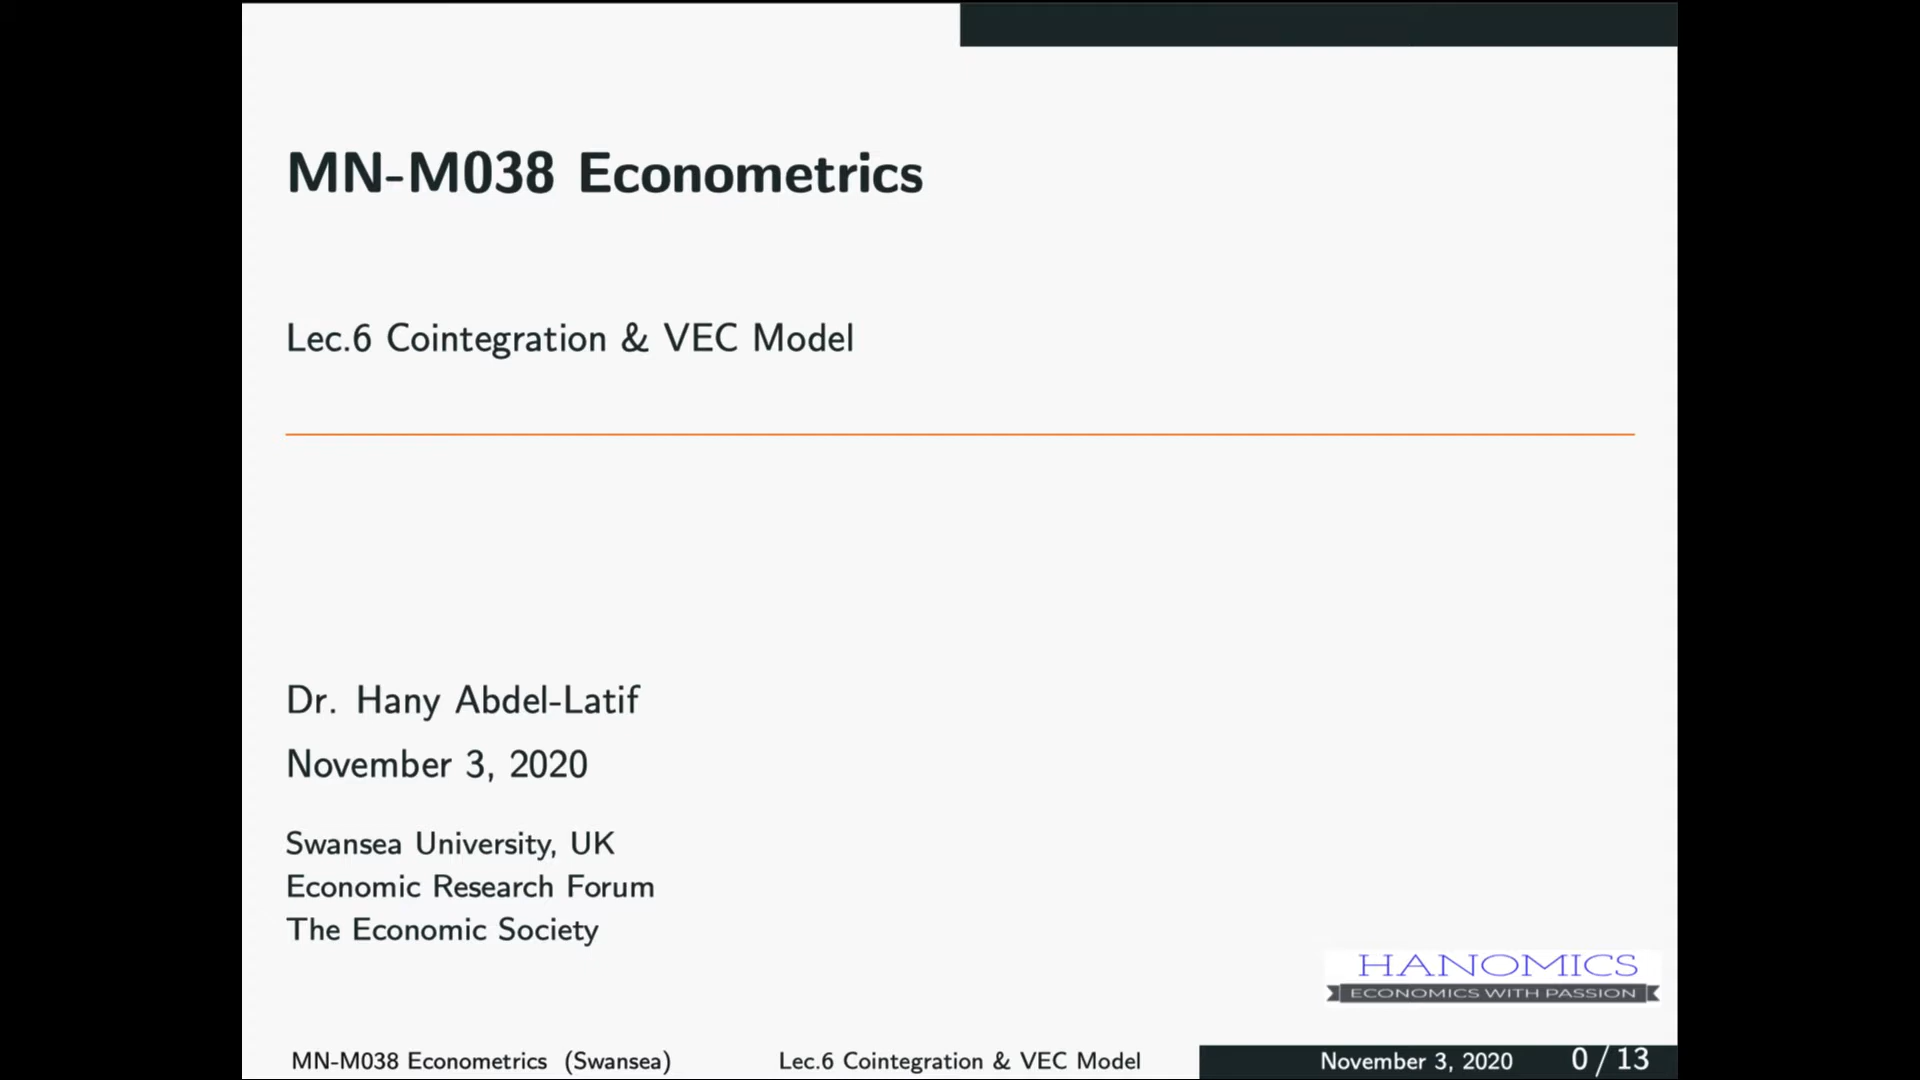 MN-M038 Econometrics
Lec.6 Cointegration & VEC Model
Dr. Hany Abdel-Latif
November 3, 2020
Swansea University, UK
Economic Research Forum
The Economic Society
HANOMICS
ECONOMICS WITH PASSION
MN-M038 Econometrics (Swansea) Lec.6 Cointegration & VEC Model November 3, 2020 0 / 13